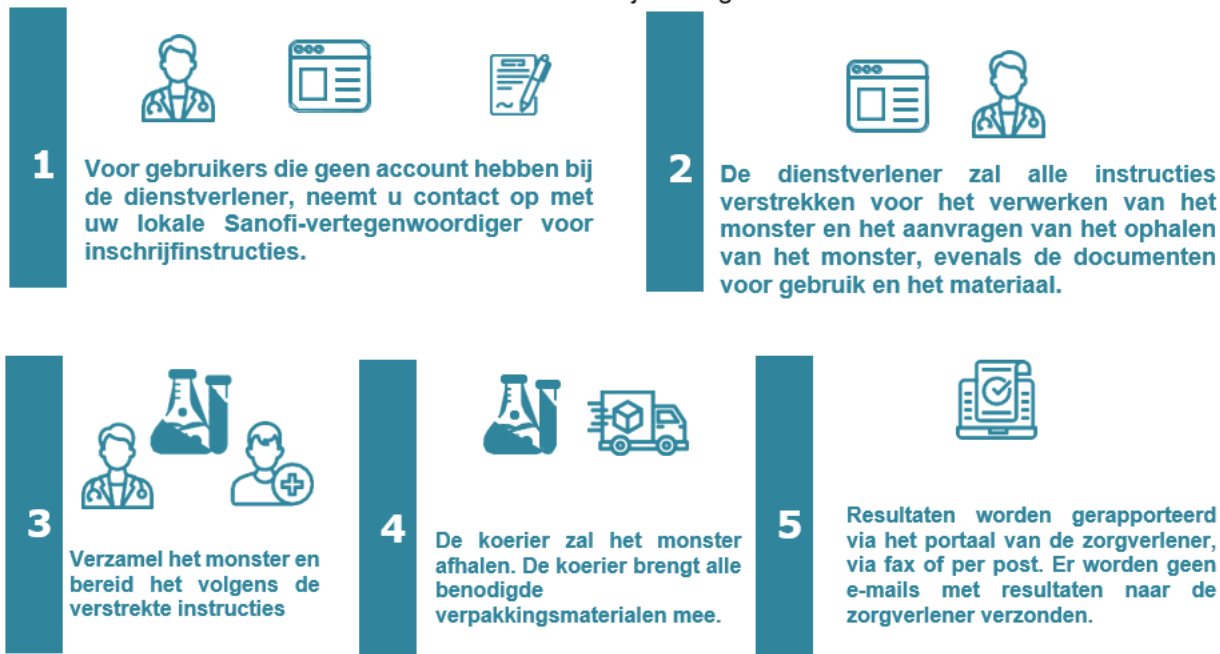 1
Voor gebruikers die geen account hebben bij
de dienstverlener, neemt u contact op met
uw lokale Sanofi-vertegenwoordiger voor
inschrijfinstructies.
2
De dienstverlener zal alle instructies
verstrekken voor het verwerken van het
monster en het aanvragen van het ophalen
van het monster, evenals de documenten
voor gebruik en het materiaal.
3
Verzamel het monster en
bereid het volgens de
verstrekte instructies
4
De koerier zal het monster
afhalen. De koerier brengt alle
benodigde
verpakkingsmaterialen mee.
5
Resultaten worden gerapporteerd
via het portaal van de zorgverlener,
via fax of per post. Er worden geen
e-mails met resultaten naar de
zorgverlener verzonden.